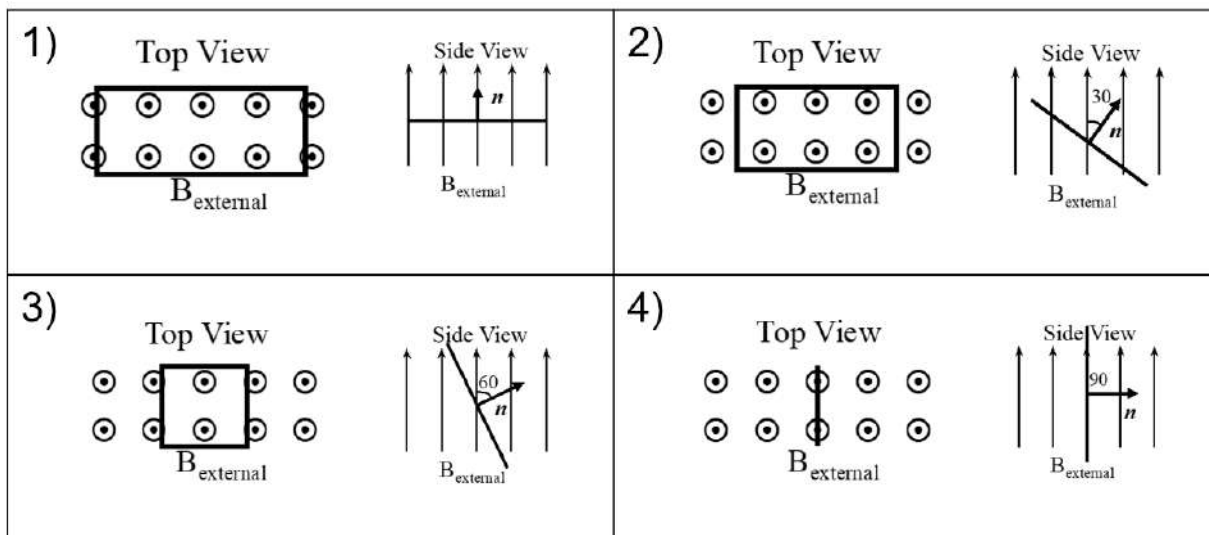 1)
Top View
B external
Side View
n
B external
2)
Top View
B external
Side View
30
n
B external
3)
Top View
B external
Side View
60
n
B external
4)
Top View
B external
Side View
90
n
B external